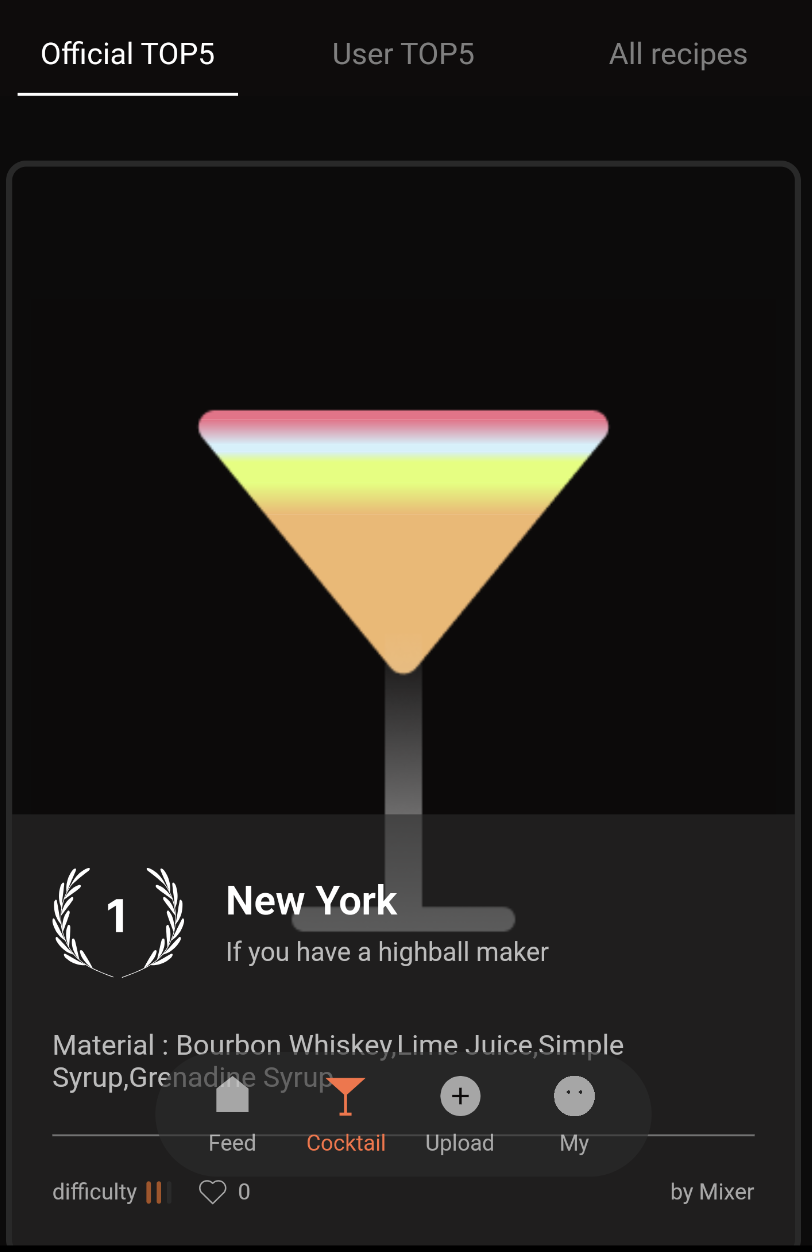 Official TOP5
User TOP5
All recipes
1
New York
If you have a highball maker
Material : Bourbon Whiskey,Lime Juice,Simple
Syrup,Grenadine Syrup
Feed
Cocktail
Upload
My
difficulty
0
by Mixer